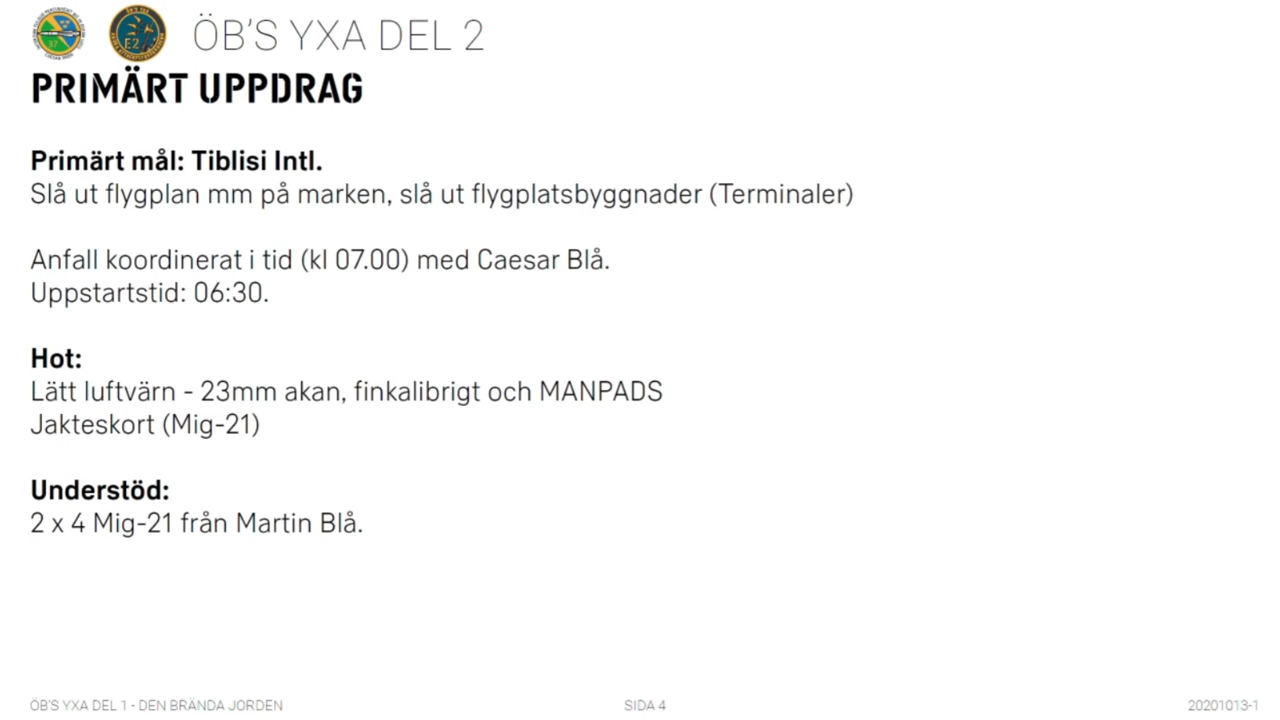 ÖB'S YXA DEL 2
PRIMÄRT UPPDRAG
Primärt mål: Tiblisi Intl.
Slå ut flygplan mm på marken, slå ut flygplatsbyggnader (Terminaler)
Anfall koordinerat i tid (kl 07.00) med Caesar Blå.
Uppstartstid: 06:30.
Hot:
Lätt luftvärn - 23mm akan, finkalibrigt och MANPADS
Jakteskort (Mig-21)
Understöd:
2 x 4 Mig-21 från Martin Blå.
ÖB'S YXA DEL 1 - DEN BRÄNDA JORDEN
SIDA 4
20201013-1